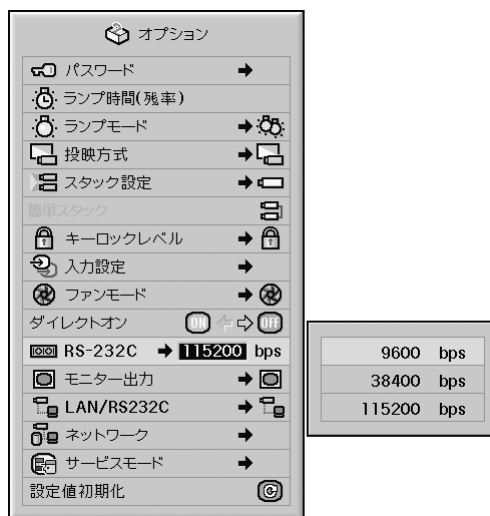 オプション
パスワード
ランプ時間(残率)
ランプモード
投映方式
スタック設定
簡単スタック
キーロックレベル
入力設定
ファンモード
ダイレクトオン ON OFF
RS-232C 115200 bps
モニター出力
LAN/RS232C
ネットワーク
サービスモード
設定値初期化
9600 bps
38400 bps
115200 bps